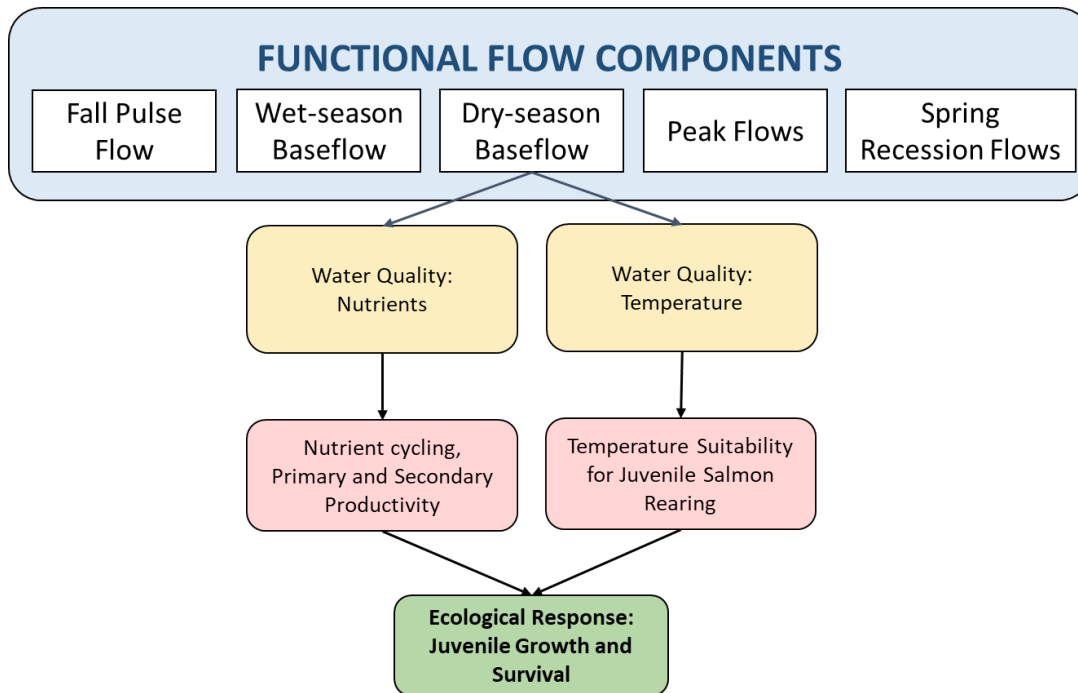 FUNCTIONAL FLOW COMPONENTS
Fall Pulse
Flow
Wet-season
Baseflow
Dry-season
Baseflow
Peak Flows
Spring
Recession Flows
Water Quality:
Nutrients
Water Quality:
Temperature
Nutrient cycling,
Primary and Secondary
Productivity
Temperature Suitability
for Juvenile Salmon
Rearing
Ecological Response:
Juvenile Growth and
Survival